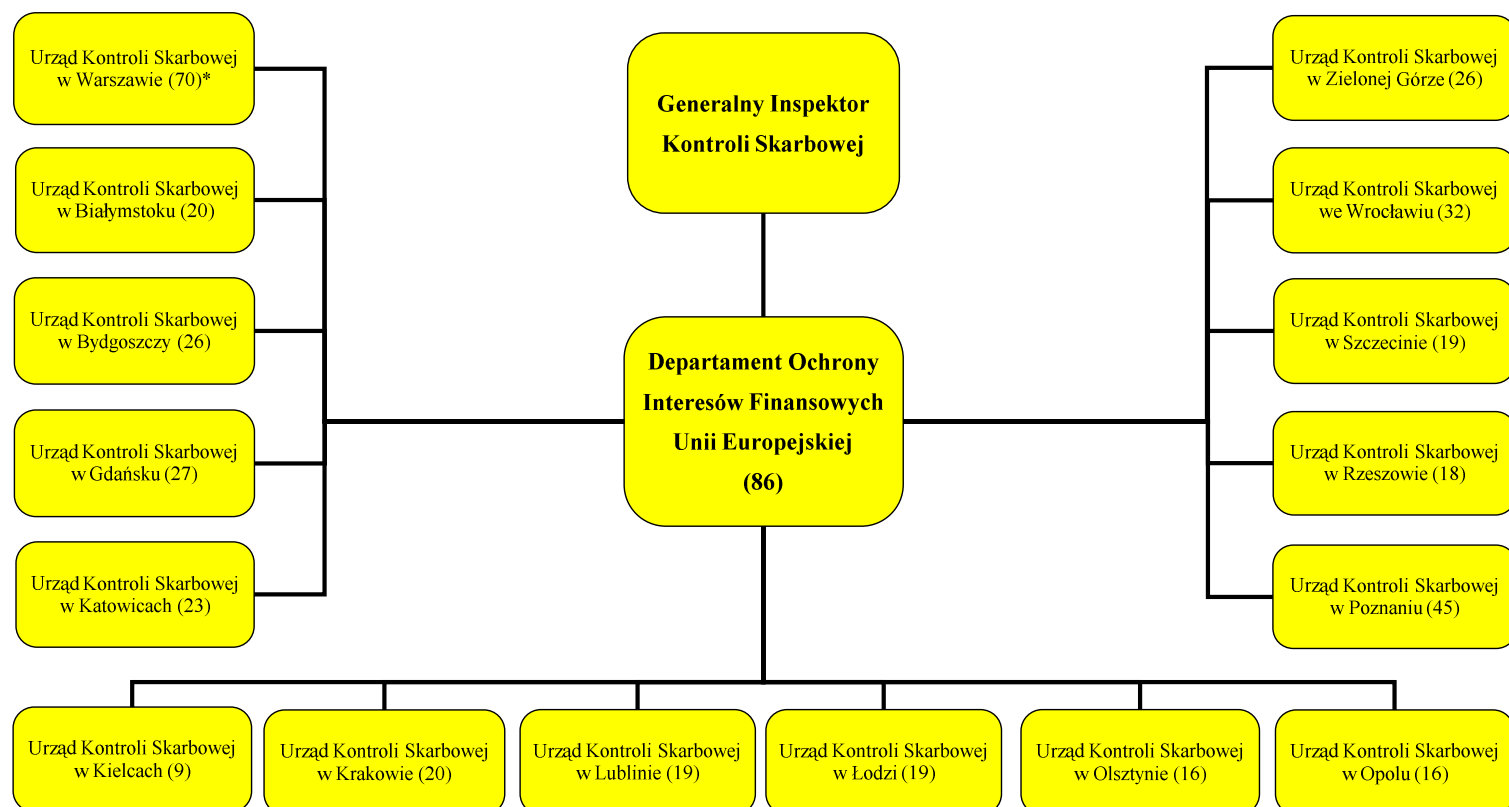 Urząd Kontroli Skarbowej
w Warszawie (70)*
Urząd Kontroli Skarbowej
w Białymstoku (20)
Urząd Kontroli Skarbowej
w Bydgoszczy (26)
Urząd Kontroli Skarbowej
w Gdańsku (27)
Urząd Kontroli Skarbowej
w Katowicach (23)
Generalny Inspektor
Kontroli Skarbowej
Departament Ochrony
Interesów Finansowych
Unii Europejskiej
(86)
Urząd Kontroli Skarbowej
w Zielonej Górze (26)
Urząd Kontroli Skarbowej
we Wrocławiu (32)
Urząd Kontroli Skarbowej
w Szczecinie (19)
Urząd Kontroli Skarbowej
w Rzeszowie (18)
Urząd Kontroli Skarbowej
w Poznaniu (45)
Urząd Kontroli Skarbowej
w Kielcach (9)
Urząd Kontroli Skarbowej
w Krakowie (20)
Urząd Kontroli Skarbowej
w Lublinie (19)
Urząd Kontroli Skarbowej
w Łodzi (19)
Urząd Kontroli Skarbowej
w Olsztynie (16)
Urząd Kontroli Skarbowej
w Opolu (16)